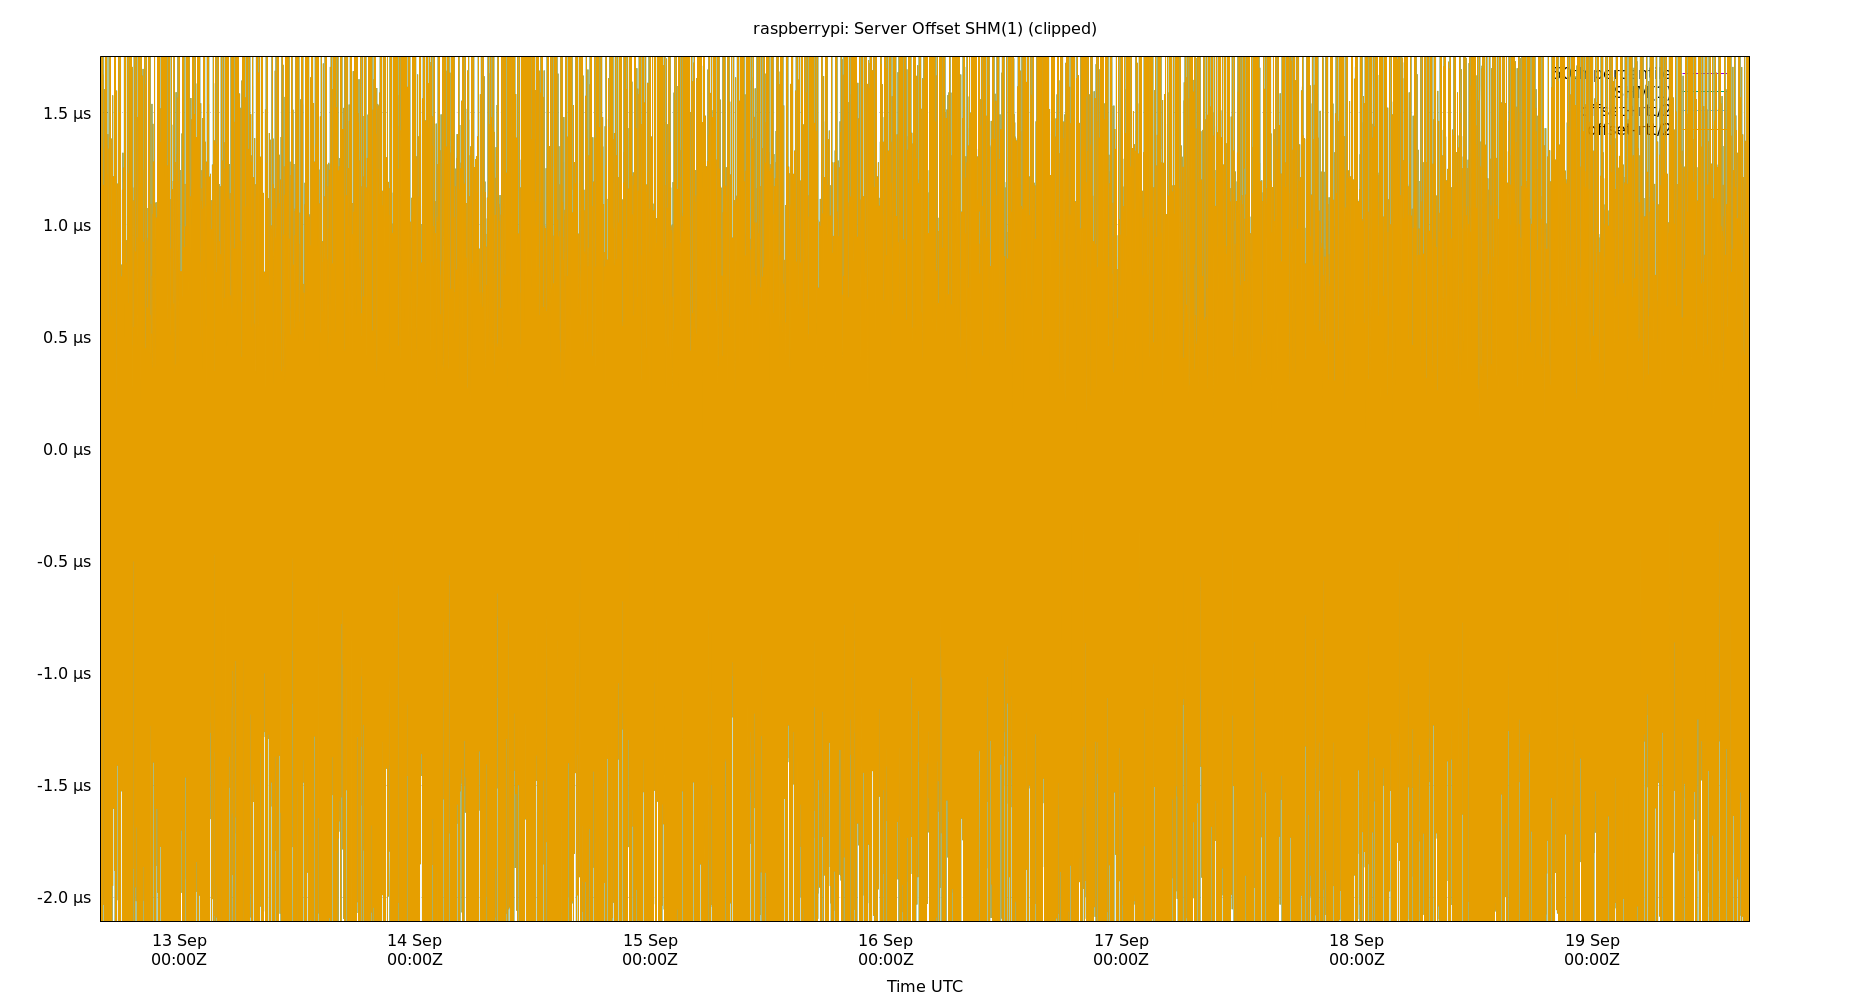 raspberrypi: Server Offset SHM(1) (clipped)
1.5 µs
1.0 µs
0.5 µs
0.0 µs
-0.5 µs
-1.0 µs
-1.5 µs
-2.0 µs
13 Sep
00:00Z
14 Sep
00:00Z
15 Sep
00:00Z
16 Sep
00:00Z
17 Sep
00:00Z
18 Sep
00:00Z
19 Sep
00:00Z
Time UTC